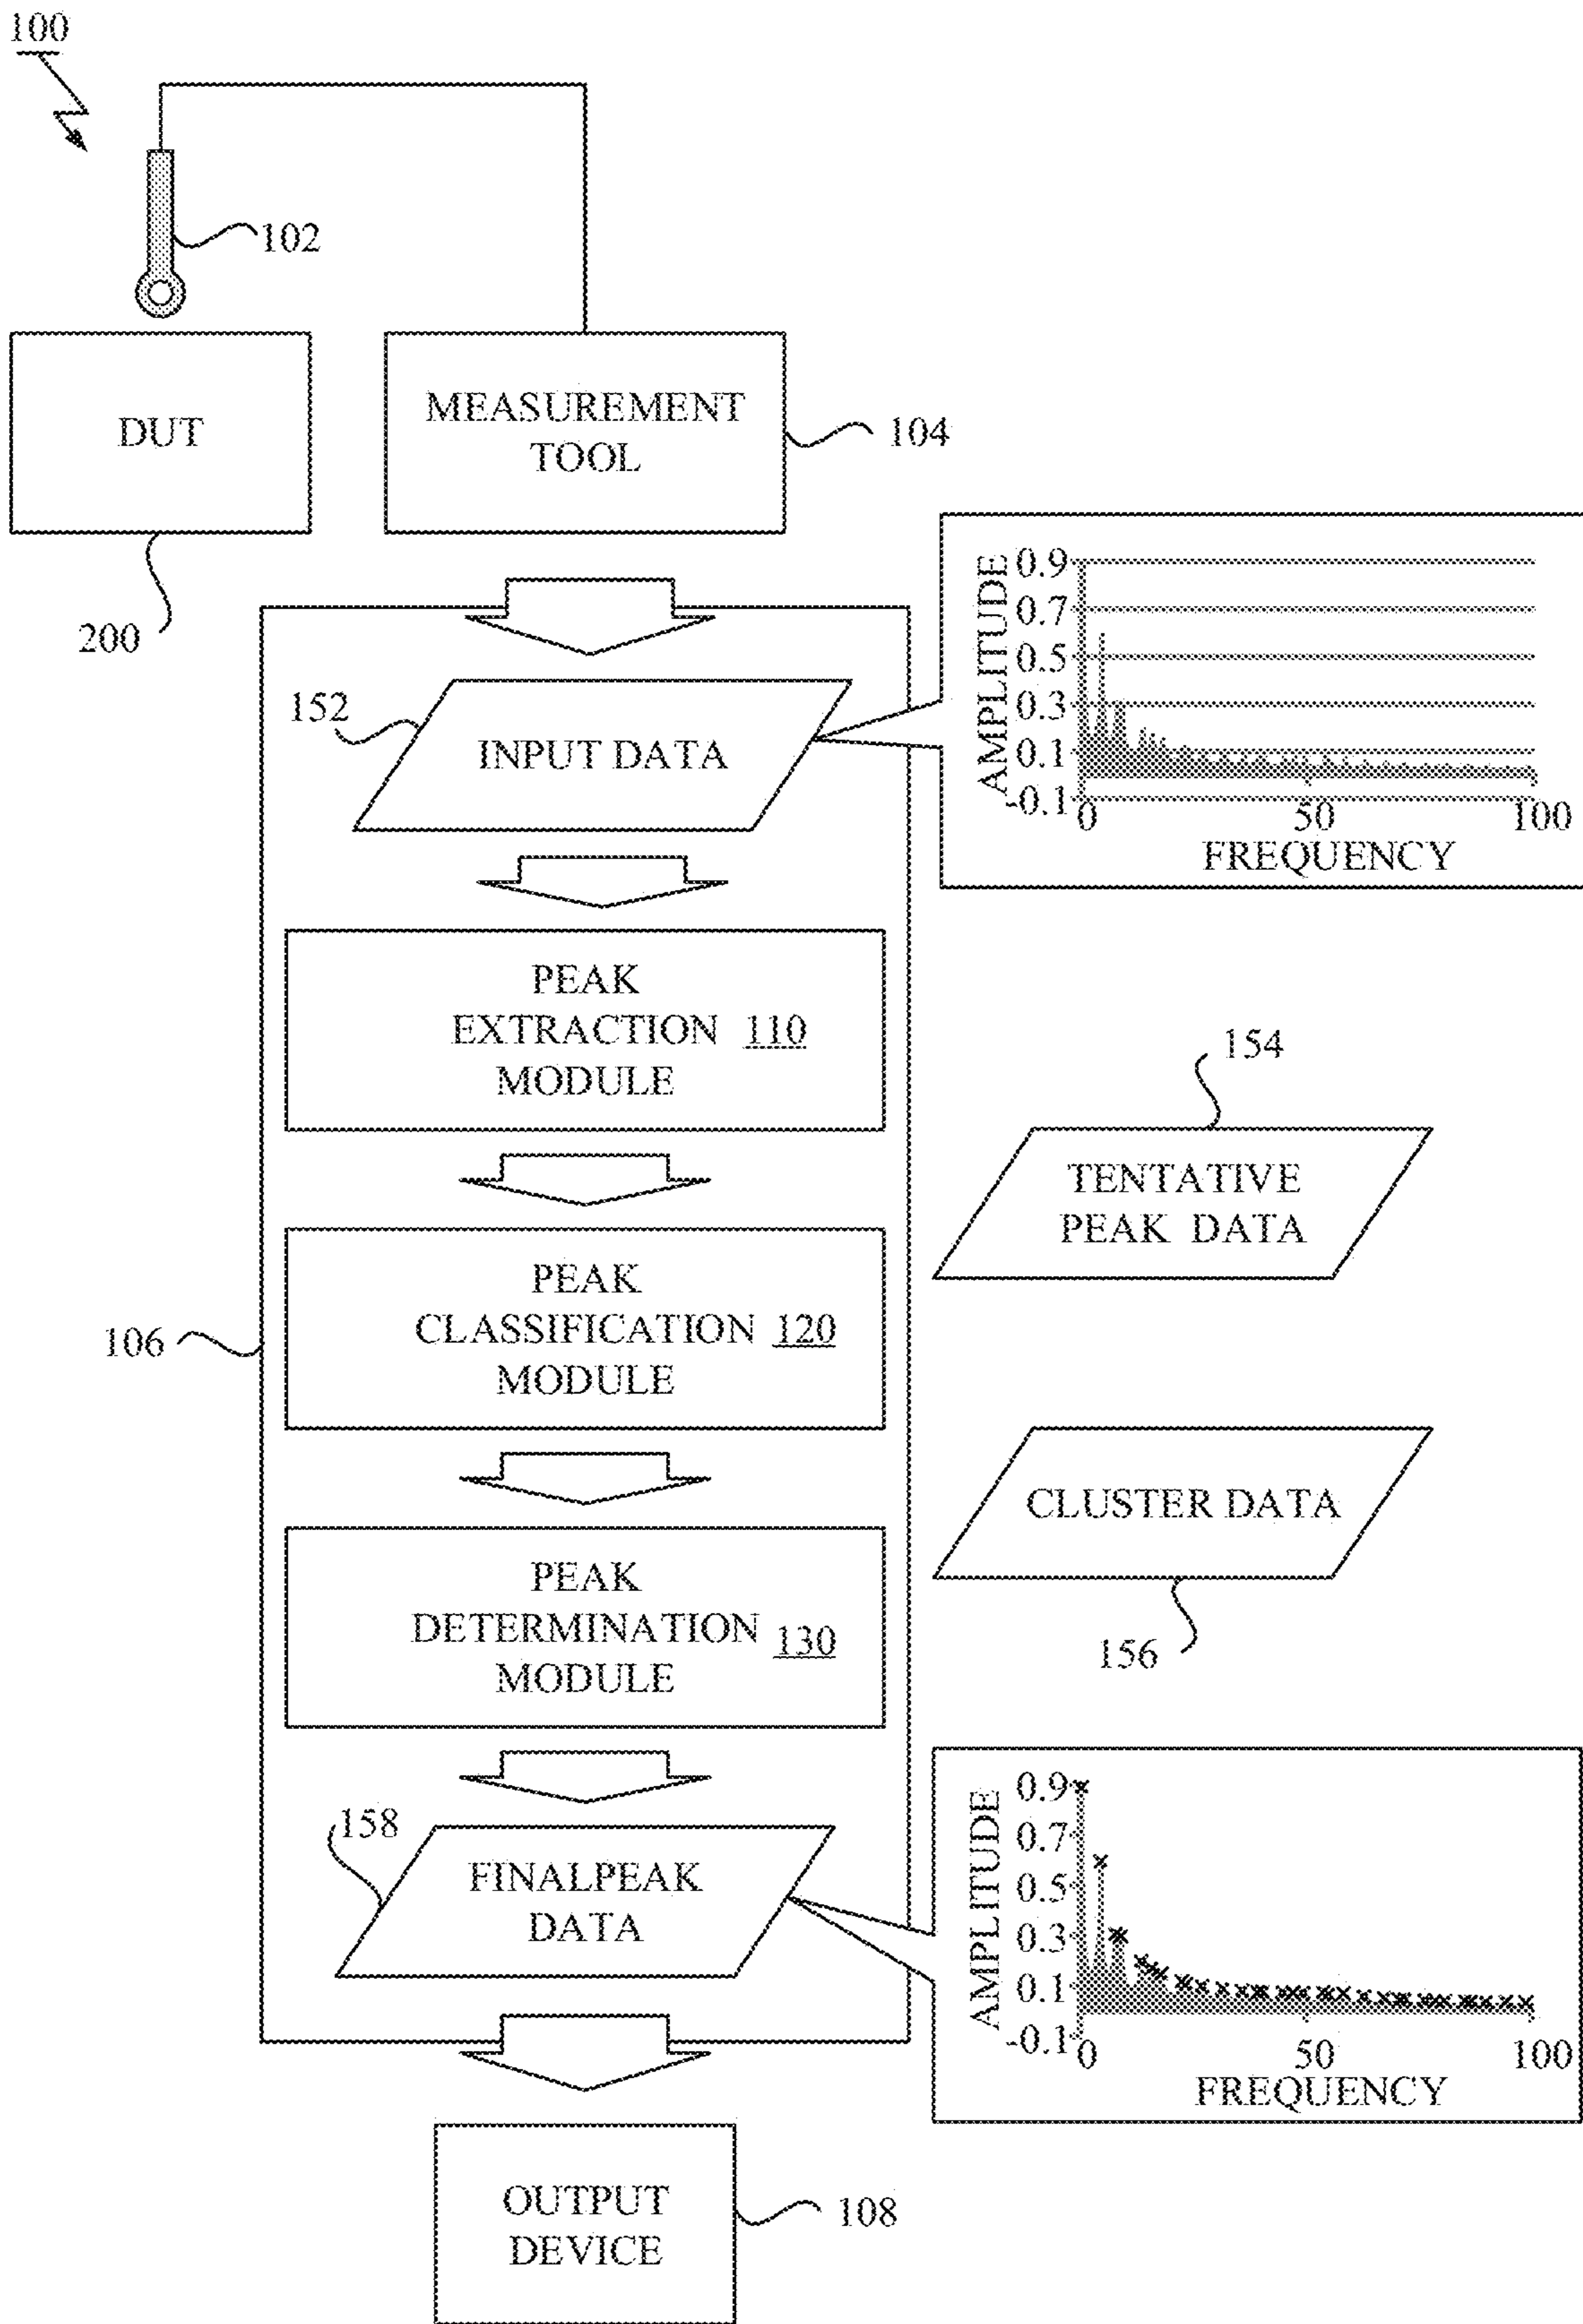 100
102
DUT
MEASUREMENT
TOOL
104
200
AMPLITUDE
0.9
0.7
0.5
0.3
0.1
-0.1
0
50
100
FREQUENCY
152
INPUT DATA
PEAK
EXTRACTION 110
MODULE
154
TENTATIVE
PEAK DATA
PEAK
CLASSIFICATION 120
MODULE
106
CLUSTER DATA
156
PEAK
DETERMINATION 130
MODULE
158
FINALPEAK
DATA
AMPLITUDE
0.9
0.7
0.5
0.3
0.1
-0.1
0
50
100
FREQUENCY
OUTPUT
DEVICE
108